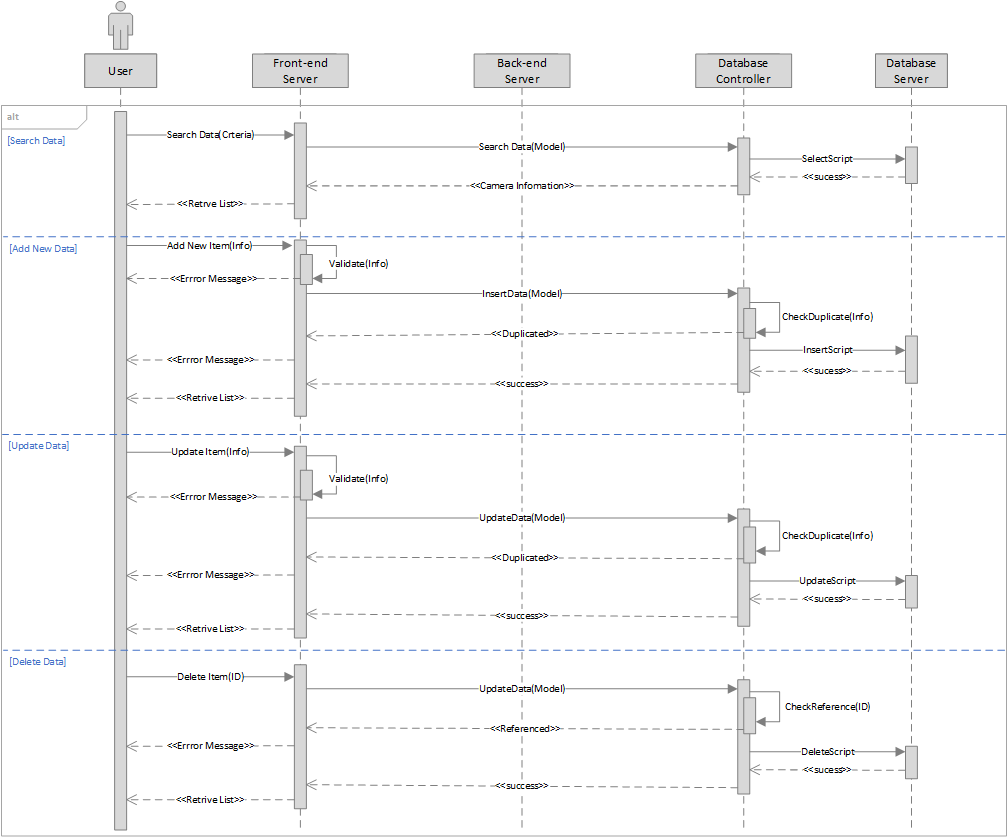 User
Front-end
Server
Back-end
Server
Database
Controller
Database
Server
alt
[Search Data]
Search Data(Crteria)
Search Data(Model)
SelectScript
<<sucess>>
<<Camera Infomation>>
<<Retrve List>>
[Add New Data]
Add New Item(Info)
Validate(Info)
<<Errror Message>>
InsertData(Model)
CheckDuplicate(Info)
<<Duplicated>>
InsertScript
<<Errror Message>>
<<sucess>>
<<success>>
<<Retrive List>>
[Update Data]
Update Item(Info)
Validate(Info)
<<Errror Message>>
UpdateData(Model)
CheckDuplicate(Info)
<<Duplicated>>
<<Errror Message>>
UpdateScript
<<sucess>>
<<success>>
<<Retrive List>>
[Delete Data]
Delete Item(ID)
UpdateData(Model)
CheckReference(ID)
<<Referenced>>
<<Errror Message>>
DeleteScript
<<sucess>>
<<success>>
<<Retrive List>>